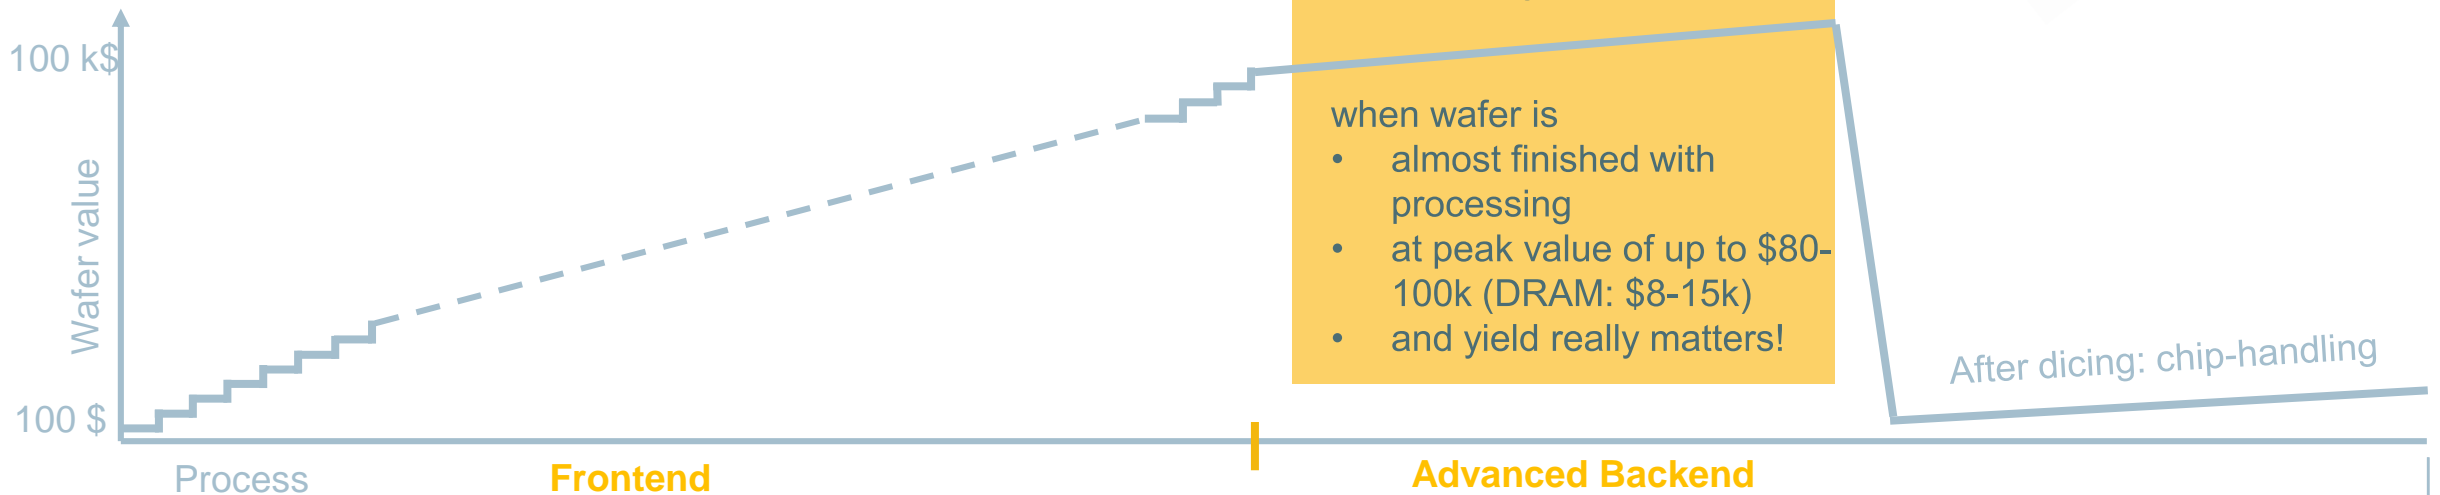 100 k$
Wafer value
100 $
when wafer is
• almost finished with
processing
• at peak value of up to $80-
100k (DRAM: $8-15k)
• and yield really matters!
After dicing: chip-handling
Process
Frontend
Advanced Backend